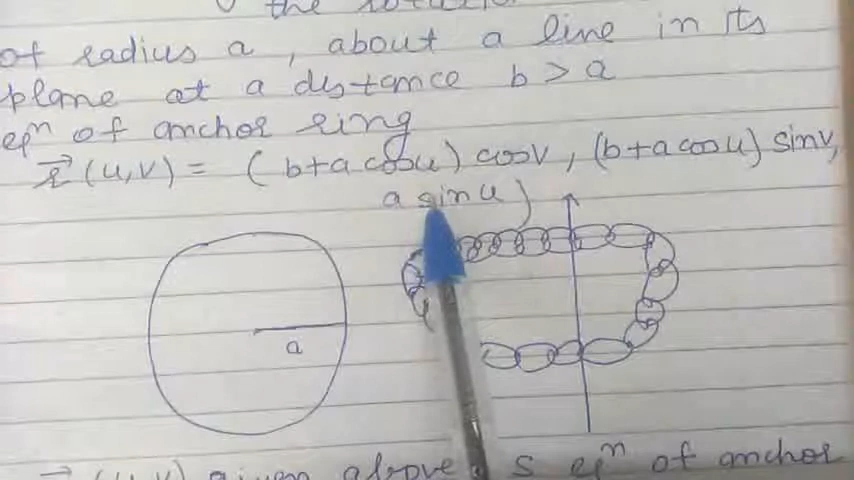 the
of radius a, about a line in its
plane at a distance b > a
eqⁿ of anchor ring
r⃗ (u,v) = ( b+a cos u) cos v, (b+a cos u) sin v,
a sin u )
a
(u,v) given above s eqⁿ of anchor